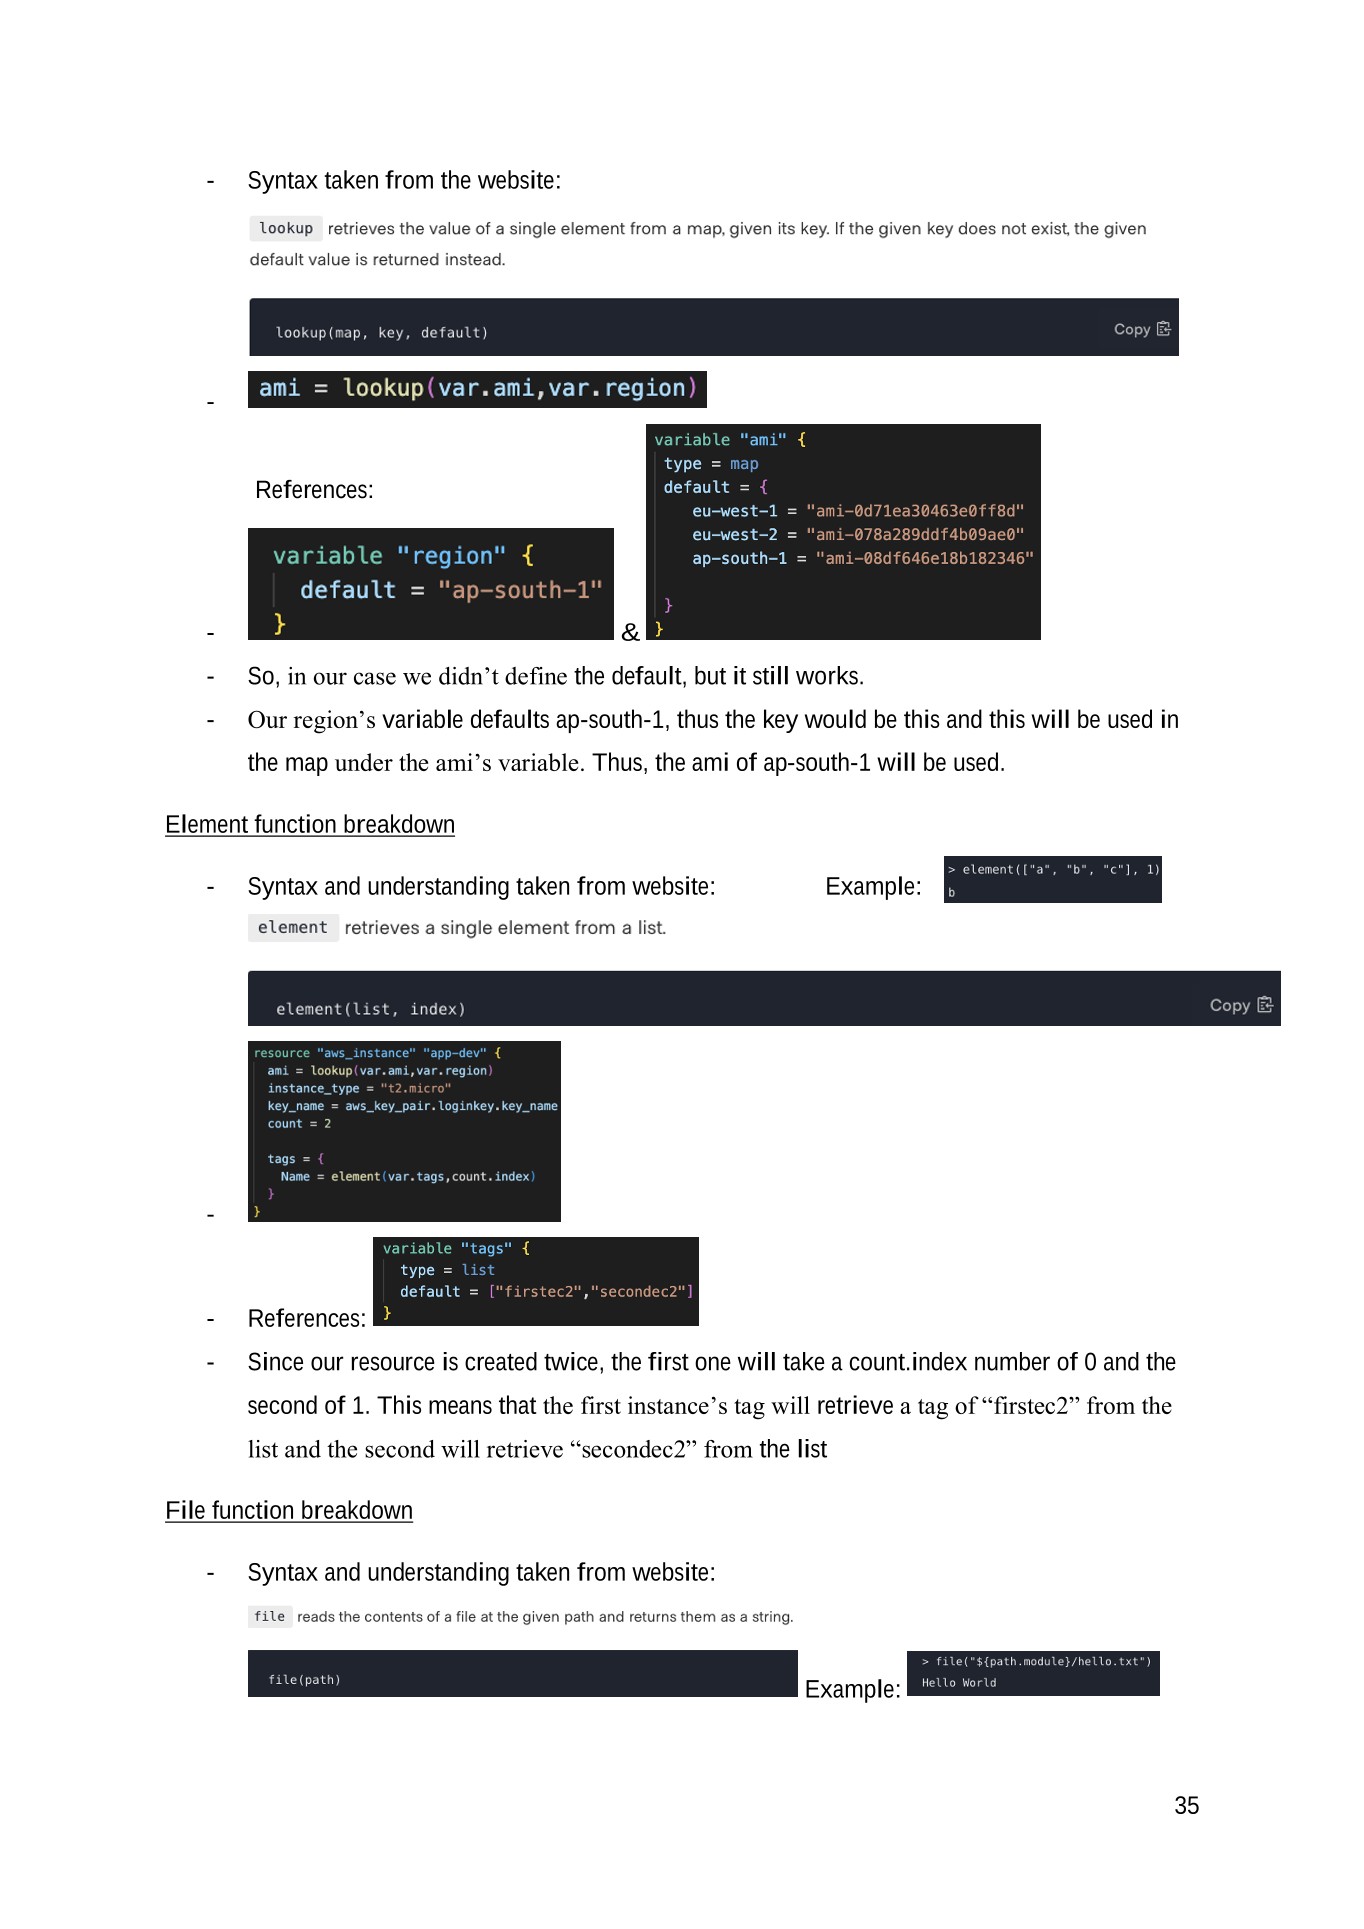 - Syntax taken from the website:
lookup retrieves the value of a single element from a map, given its key. If the given key does not exist, the given
default value is returned instead.
lookup(map, key, default) Copy
- ami = lookup(var.ami,var.region)
References:
variable "region" {
default = "ap-south-1"
}
- &
variable "ami" {
type = map
default = {
eu-west-1 = "ami-0d71ea30463e0ff8d"
eu-west-2 = "ami-078a289ddf4b09ae0"
ap-south-1 = "ami-08df646e18b182346"
}
}
- So, in our case we didn’t define the default, but it still works.
- Our region’s variable defaults ap-south-1, thus the key would be this and this will be used in
the map under the ami’s variable. Thus, the ami of ap-south-1 will be used.
Element function breakdown
- Syntax and understanding taken from website: Example:
> element(["a", "b", "c"], 1)
b
element retrieves a single element from a list.
element(list, index) Copy
resource "aws_instance" "app-dev" {
ami = lookup(var.ami,var.region)
instance_type = "t2.micro"
key_name = aws_key_pair.loginkey.key_name
count = 2
tags = {
Name = element(var.tags,count.index)
}
- }
variable "tags" {
type = list
default = ["firstec2","secondec2"]
- References: }
- Since our resource is created twice, the first one will take a count.index number of 0 and the
second of 1. This means that the first instance’s tag will retrieve a tag of “firstec2” from the
list and the second will retrieve “secondec2” from the list
File function breakdown
- Syntax and understanding taken from website:
file reads the contents of a file at the given path and returns them as a string.
file(path) Example:
> file("${path.module}/hello.txt")
Hello World
35